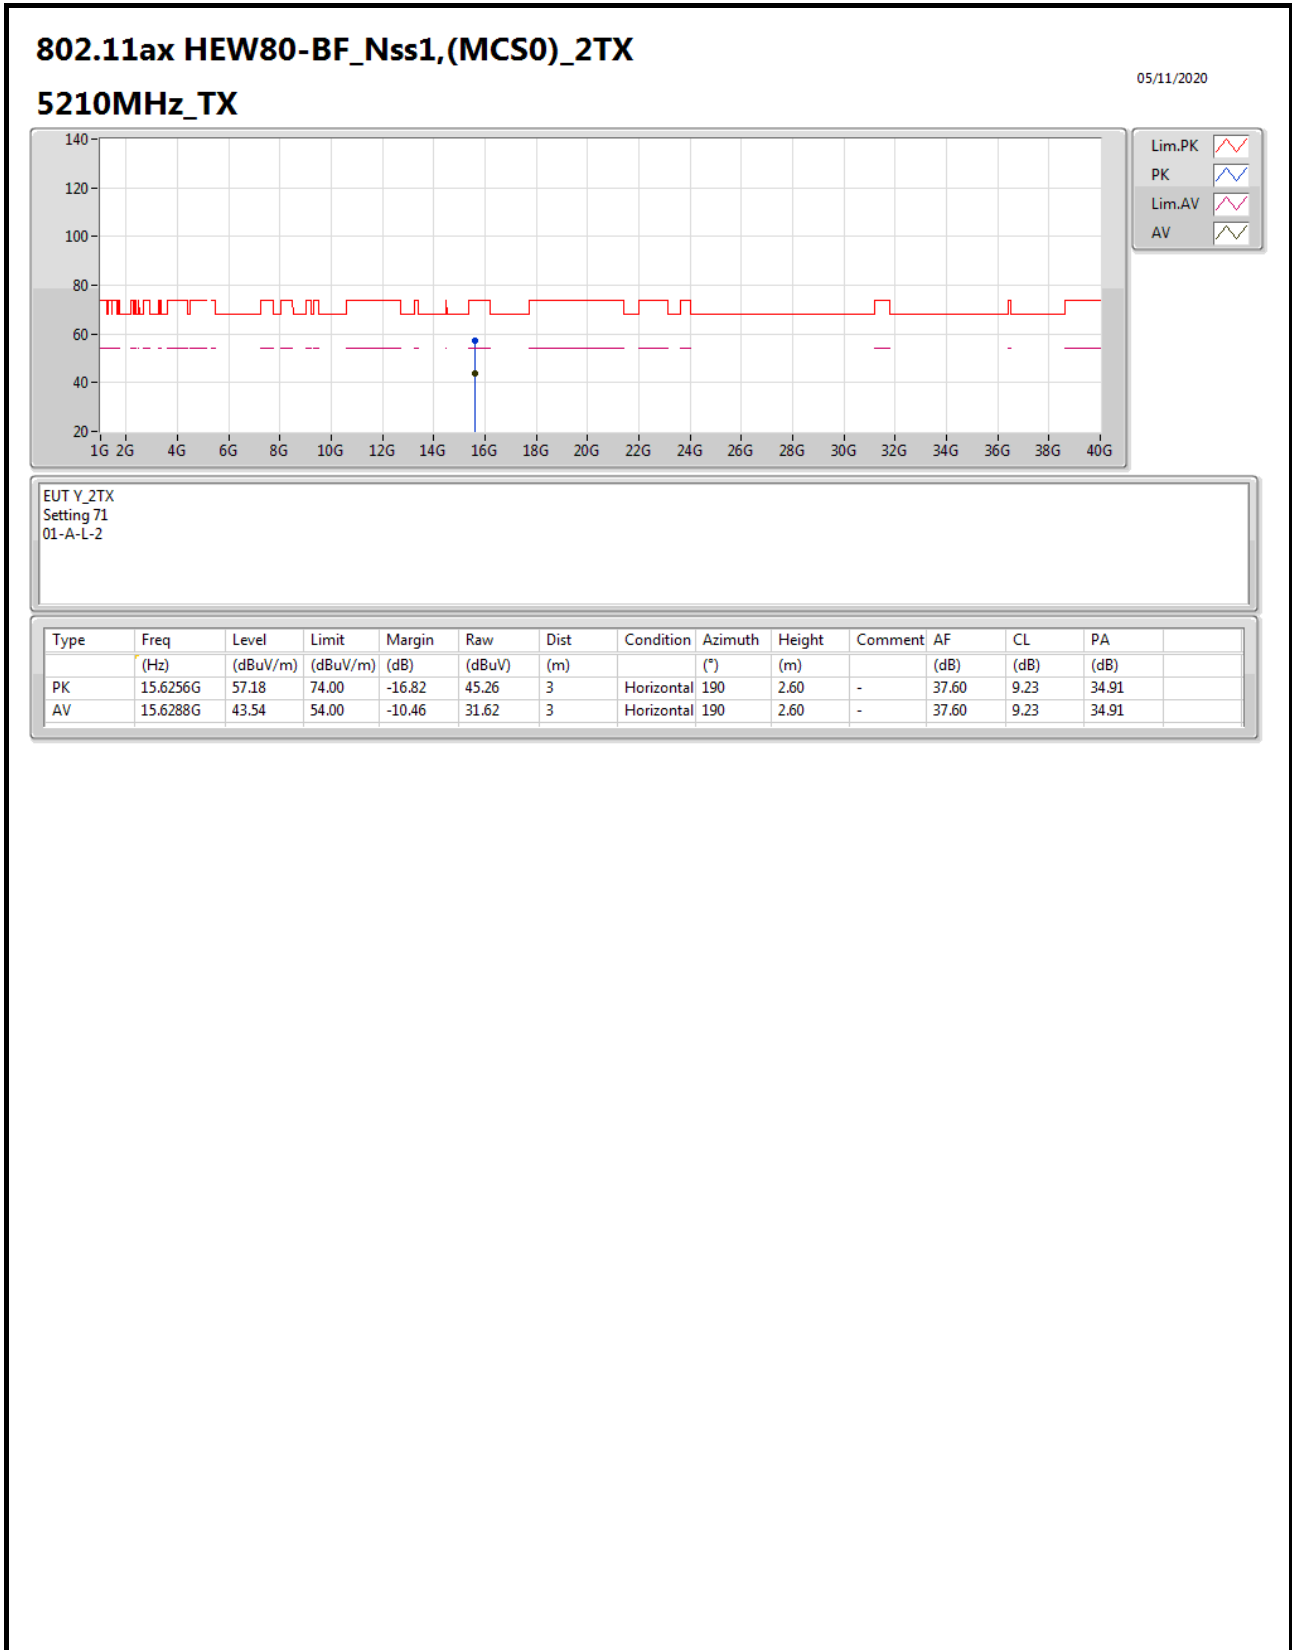 802.11ax HEW80-BF_Nss1,(MCS0)_2TX
05/11/2020
5210MHz_TX
140
120
100
80
60
40
20
1G 2G 4G 6G 8G 10G 12G 14G 16G 18G 20G 22G 24G 26G 28G 30G 32G 34G 36G 38G 40G
Lim.PK
PK
Lim.AV
AV
EUT Y_2TX
Setting 71
01-A-L-2
Type Freq Level Limit Margin Raw Dist Condition Azimuth Height Comment AF CL PA
(Hz) (dBuV/m) (dBuV/m) (dB) (dBuV) (m) (°) (m) (dB) (dB) (dB)
PK 15.6256G 57.18 74.00 -16.82 45.26 3 Horizontal 190 2.60 - 37.60 9.23 34.91
AV 15.6288G 43.54 54.00 -10.46 31.62 3 Horizontal 190 2.60 - 37.60 9.23 34.91